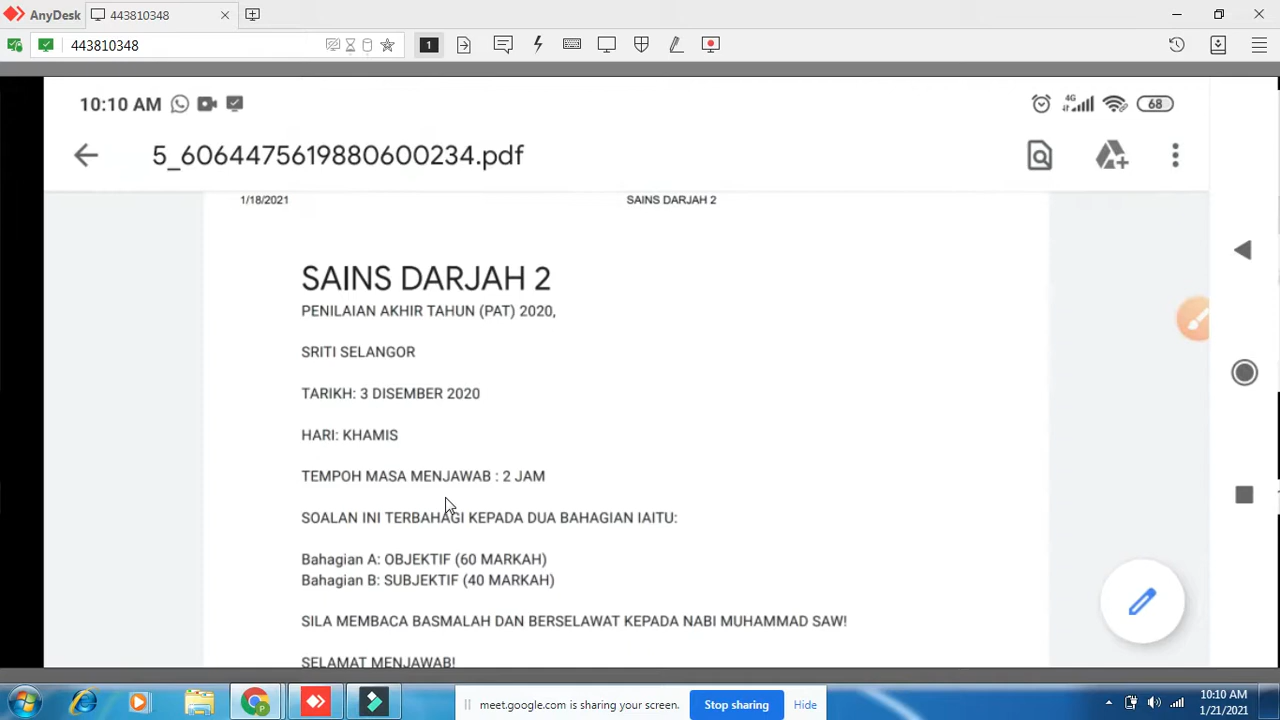 AnyDesk
443810348
443810348
1
10:10 AM
4G
68
5_6064475619880600234.pdf
1/18/2021
SAINS DARJAH 2
SAINS DARJAH 2
PENILAIAN AKHIR TAHUN (PAT) 2020,
SRITI SELANGOR
TARIKH: 3 DISEMBER 2020
HARI: KHAMIS
TEMPOH MASA MENJAWAB : 2 JAM
SOALAN INI TERBAHAGI KEPADA DUA BAHAGIAN IAITU:
Bahagian A: OBJEKTIF (60 MARKAH)
Bahagian B: SUBJEKTIF (40 MARKAH)
SILA MEMBACA BASMALAH DAN BERSELAWAT KEPADA NABI MUHAMMAD SAW!
SELAMAT MENJAWAB!
meet.google.com is sharing your screen.
Stop sharing
Hide
10:10 AM
1/21/2021